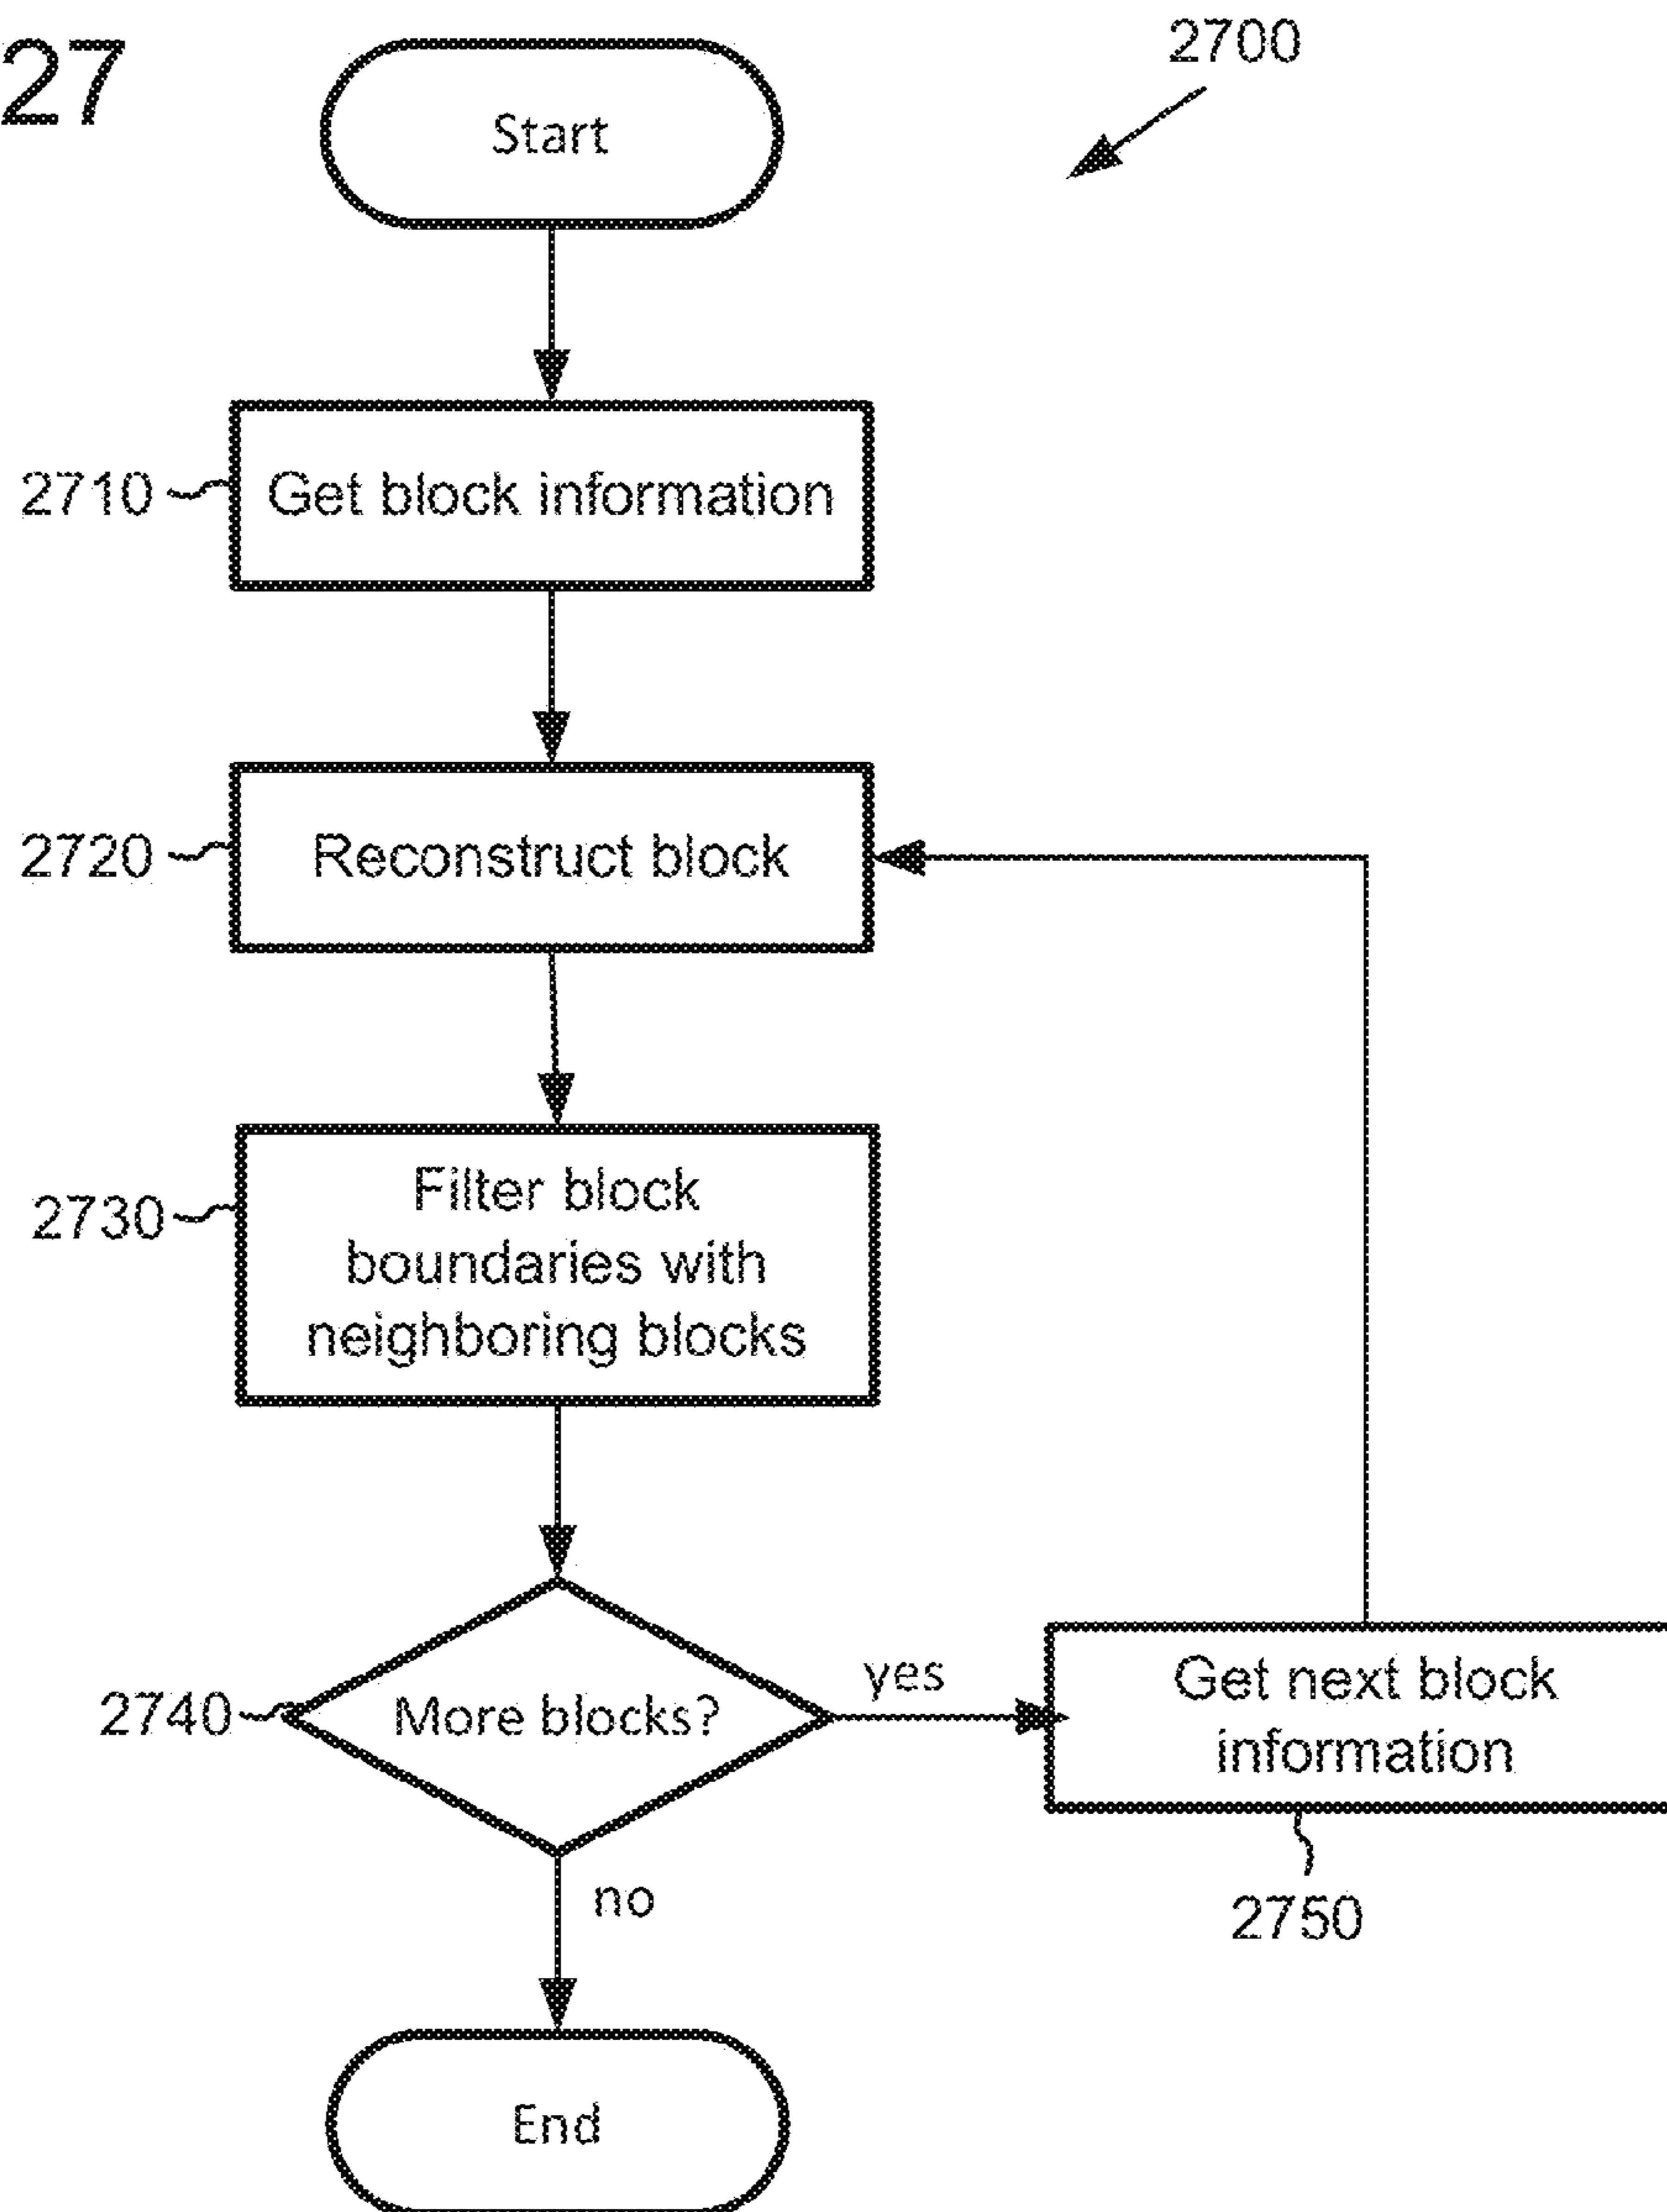 27
2700
Start
2710
Get block information
2720
Reconstruct block
2730
Filter block
boundaries with
neighboring blocks
2740
More blocks?
yes
Get next block
information
2750
no
End